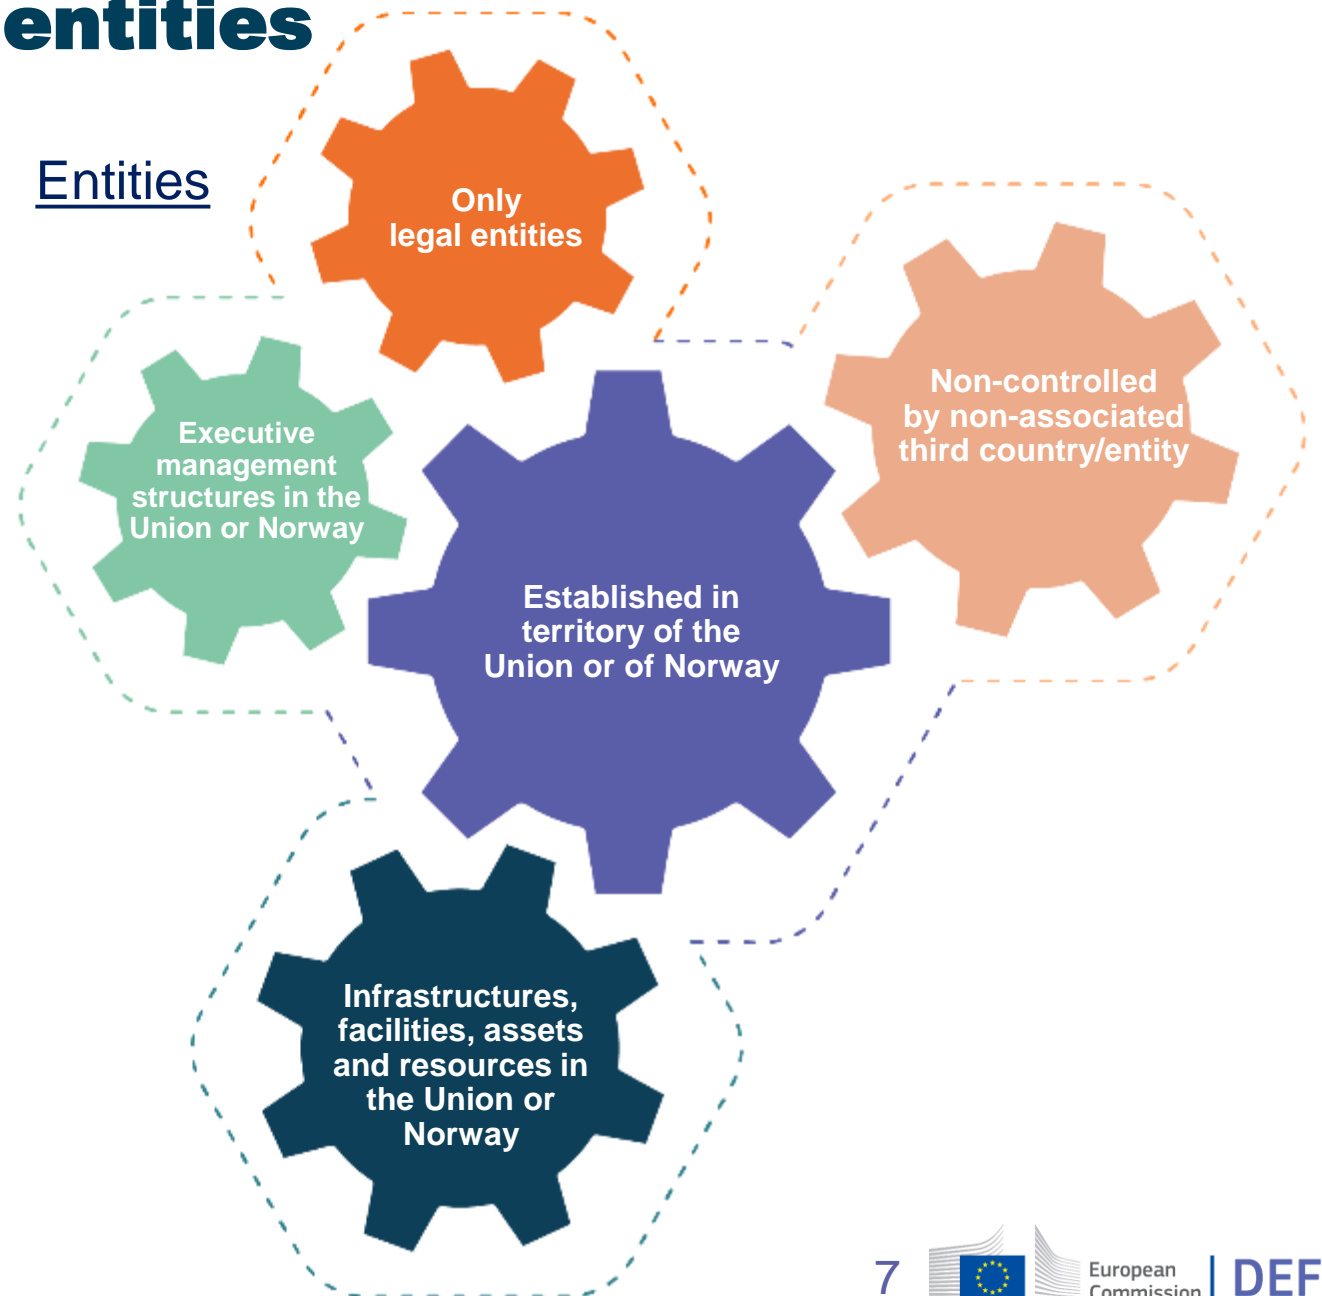 entities
Entities
Only
legal entities
Non-controlled
by non-associated
third country/entity
Executive
management
structures in the
Union or Norway
Established in
territory of the
Union or of Norway
Infrastructures,
facilities, assets
and resources in
the Union or
Norway
7
European
Commission
DEF